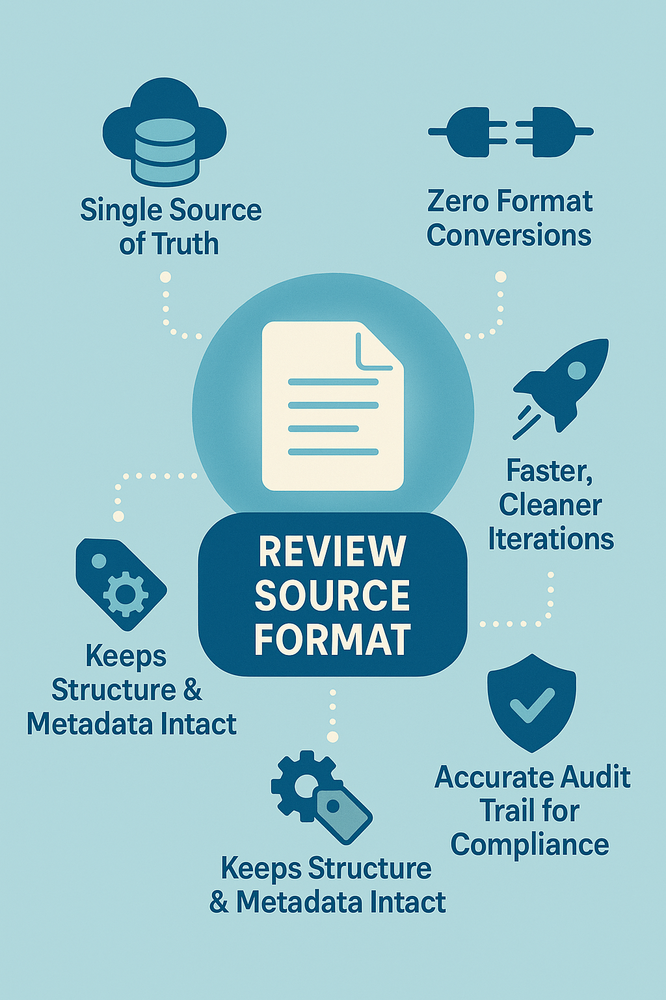 Single Source
of Truth
Zero Format
Conversions
Faster,
Cleaner
Iterations
REVIEW
SOURCE
FORMAT
Keeps
Structure &
Metadata Intact
Accurate Audit
Trail for
Compliance
Keeps Structure
& Metadata Intact